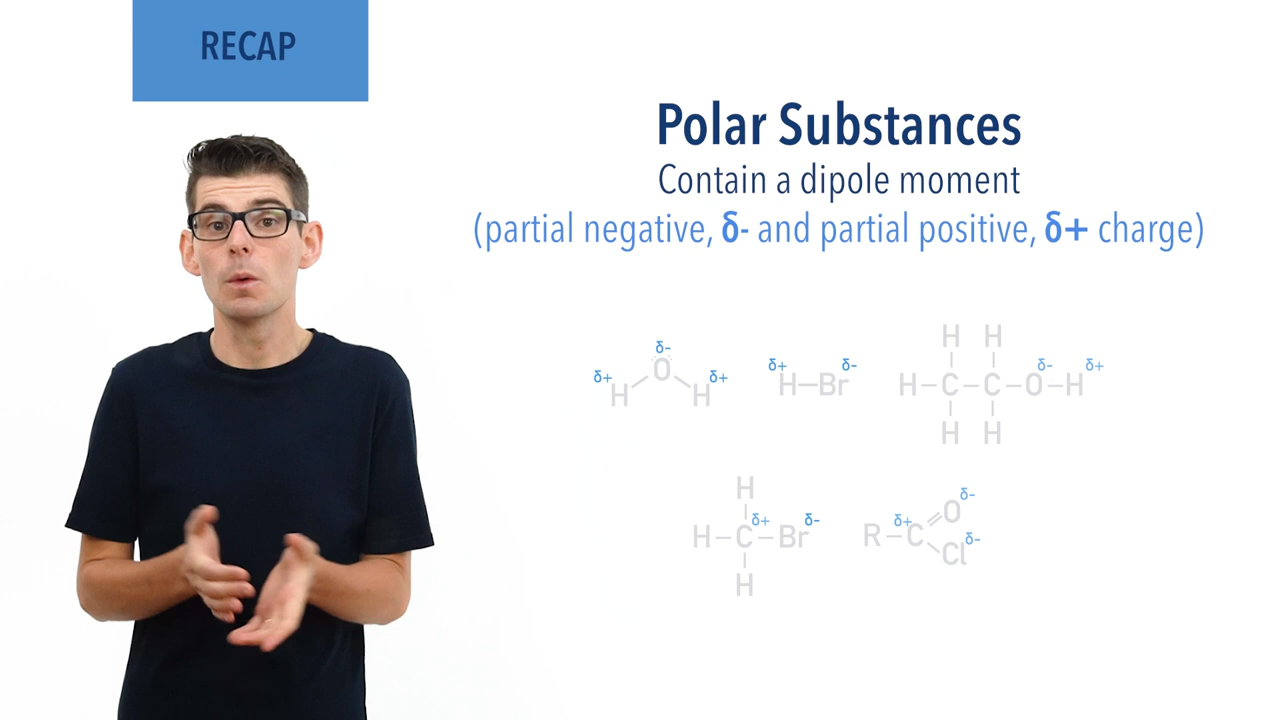 RECAP
Polar Substances
Contain a dipole moment
(partial negative, δ- and partial positive, δ+ charge)
δ+ H O δ- H δ+
δ+ H Br δ-
H H
H C C O δ- H δ+
H H
H
H C δ+ Br δ-
H
R δ+ C O δ-
Cl δ-